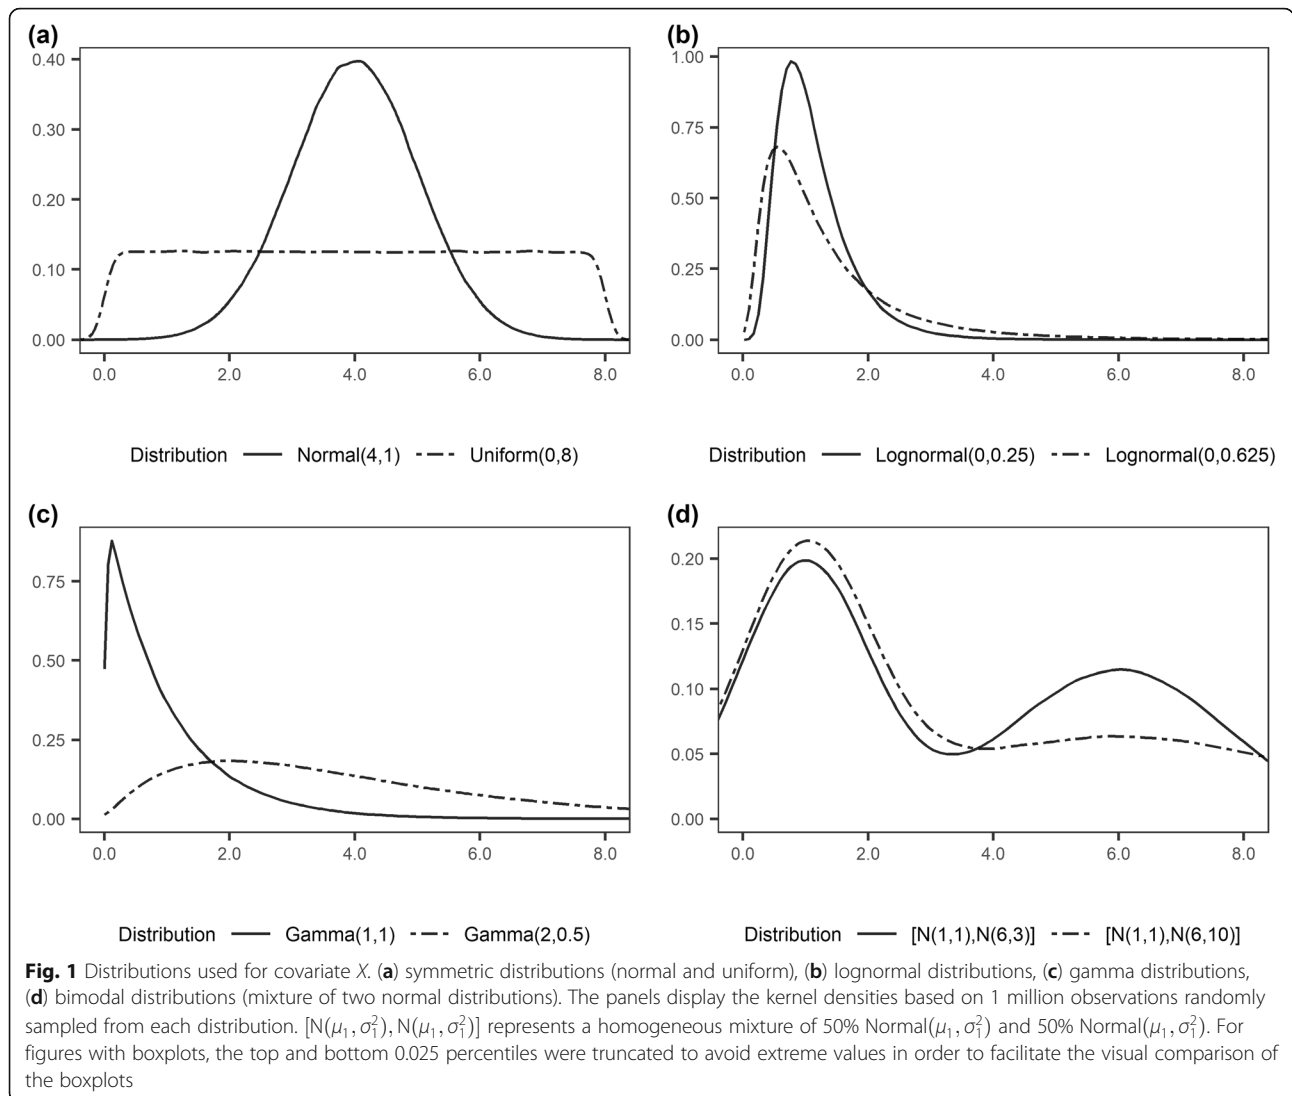 (a)
0.40
0.30
0.20
0.10
0.00
0.0 2.0 4.0 6.0 8.0
Distribution Normal(4,1) Uniform(0,8)
(b)
1.00
0.75
0.50
0.25
0.00
0.0 2.0 4.0 6.0 8.0
Distribution Lognormal(0,0.25) Lognormal(0,0.625)
(c)
0.75
0.50
0.25
0.00
0.0 2.0 4.0 6.0 8.0
Distribution Gamma(1,1) Gamma(2,0.5)
(d)
0.20
0.15
0.10
0.05
0.00
0.0 2.0 4.0 6.0 8.0
Distribution [N(1,1),N(6,3)] [N(1,1),N(6,10)]
Fig. 1 Distributions used for covariate X. (a) symmetric distributions (normal and uniform), (b) lognormal distributions, (c) gamma distributions,
(d) bimodal distributions (mixture of two normal distributions). The panels display the kernel densities based on 1 million observations randomly
sampled from each distribution. [N(μ₁, σ₁²), N(μ₁, σ₁²)] represents a homogeneous mixture of 50% Normal(μ₁, σ₁²) and 50% Normal(μ₁, σ₁²). For
figures with boxplots, the top and bottom 0.025 percentiles were truncated to avoid extreme values in order to facilitate the visual comparison of
the boxplots